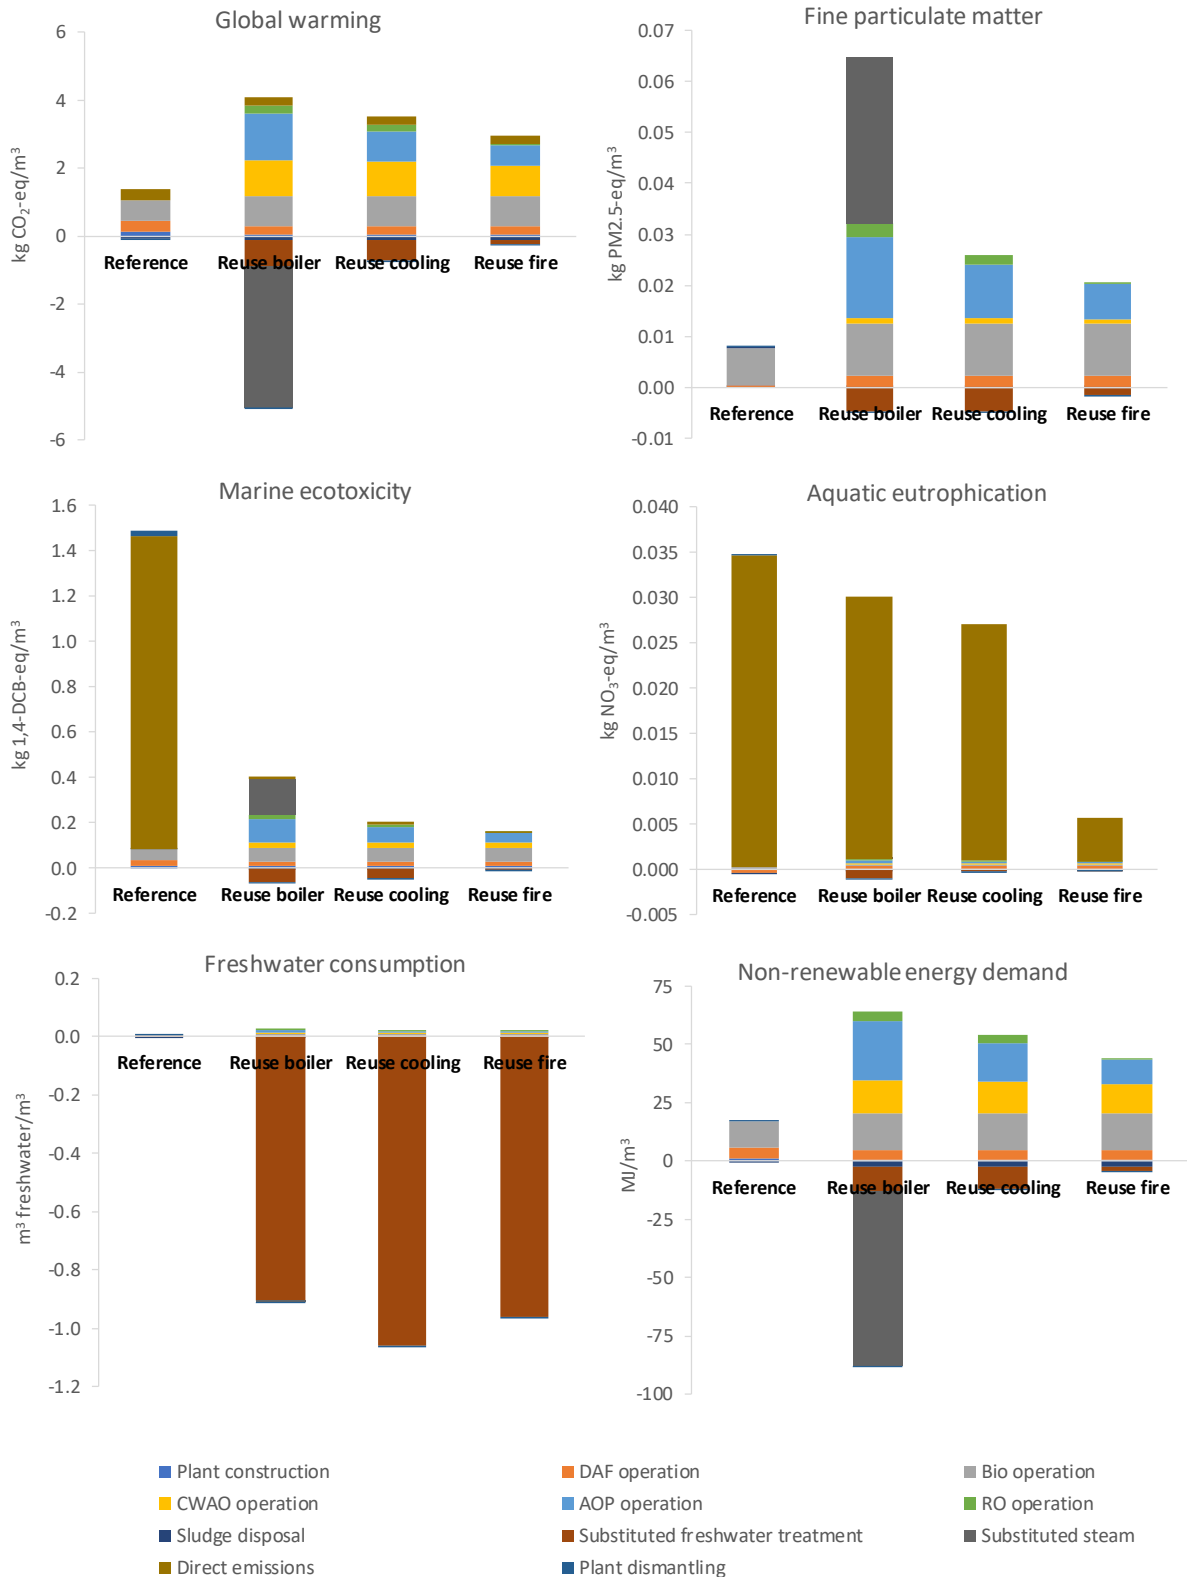 Global warming
6
4
2
0
-2
-4
-6
kg CO₂-eq/m³
Reference
Reuse boiler
Reuse cooling
Reuse fire
Fine particulate matter
0.07
0.06
0.05
0.04
0.03
0.02
0.01
0.00
-0.01
kg PM2.5-eq/m³
Reference
Reuse boiler
Reuse cooling
Reuse fire
Marine ecotoxicity
1.6
1.4
1.2
1.0
0.8
0.6
0.4
0.2
0.0
-0.2
kg 1,4-DCB-eq/m³
Reference
Reuse boiler
Reuse cooling
Reuse fire
Aquatic eutrophication
0.040
0.035
0.030
0.025
0.020
0.015
0.010
0.005
0.000
-0.005
kg NO₃-eq/m³
Reference
Reuse boiler
Reuse cooling
Reuse fire
Freshwater consumption
0.2
0.0
-0.2
-0.4
-0.6
-0.8
-1.0
-1.2
m³ freshwater/m³
Reference
Reuse boiler
Reuse cooling
Reuse fire
Non-renewable energy demand
75
50
25
0
-25
-50
-75
-100
MJ/m³
Reference
Reuse boiler
Reuse cooling
Reuse fire
Plant construction
DAF operation
Bio operation
CWAO operation
AOP operation
RO operation
Sludge disposal
Substituted freshwater treatment
Substituted steam
Direct emissions
Plant dismantling